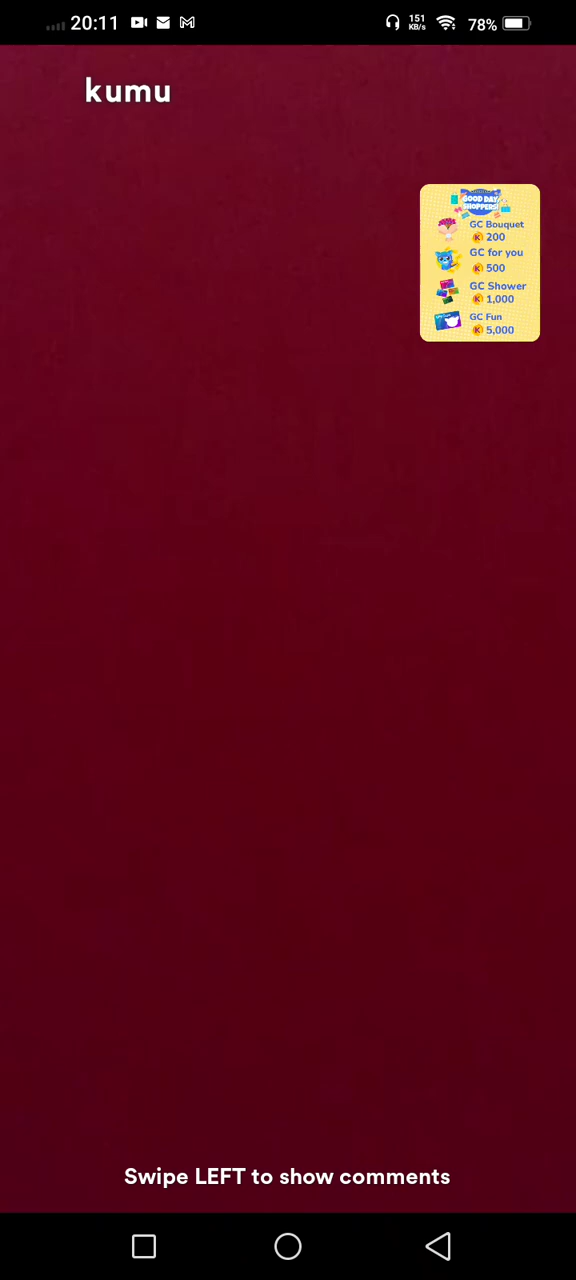 20:11
151
KB/s
78%
kumu
GOOD DAY
SHOPPERS!
GC Bouquet
K 200
GC for you
K 500
GC Shower
K 1,000
GC Fun
K 5,000
Swipe LEFT to show comments